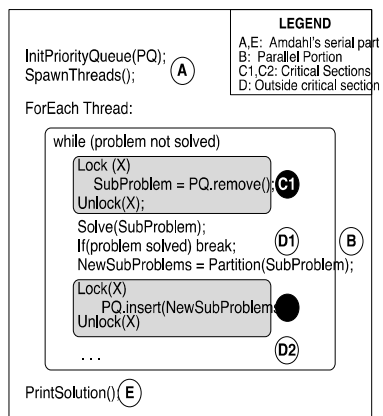 LEGEND
A,E: Amdahl's serial part
B: Parallel Portion
C1,C2: Critical Sections
D: Outside critical section
InitPriorityQueue(PQ);
SpawnThreads();
A
ForEach Thread:
while (problem not solved)
Lock (X)
SubProblem = PQ.remove();
C1
Unlock(X);
Solve(SubProblem);
If(problem solved) break;
D1
B
NewSubProblems = Partition(SubProblem);
Lock(X)
PQ.insert(NewSubProblems
Unlock(X)
. . .
D2
PrintSolution();
E